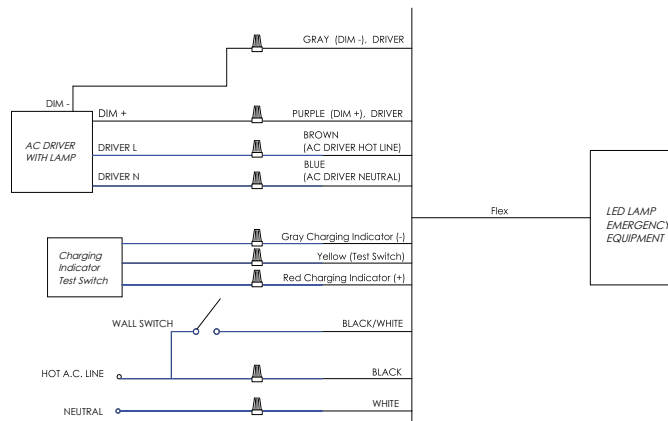 GRAY (DIM -), DRIVER
DIM -
DIM +
PURPLE (DIM +), DRIVER
AC DRIVER
WITH LAMP
DRIVER L
BROWN
(AC DRIVER HOT LINE)
DRIVER N
BLUE
(AC DRIVER NEUTRAL)
Flex
LED LAMP
EMERGENCY
EQUIPMENT
Charging
Indicator
Test Switch
Gray Charging Indicator (-)
Yellow (Test Switch)
Red Charging Indicator (+)
WALL SWITCH
BLACK/WHITE
HOT A.C. LINE
BLACK
NEUTRAL
WHITE